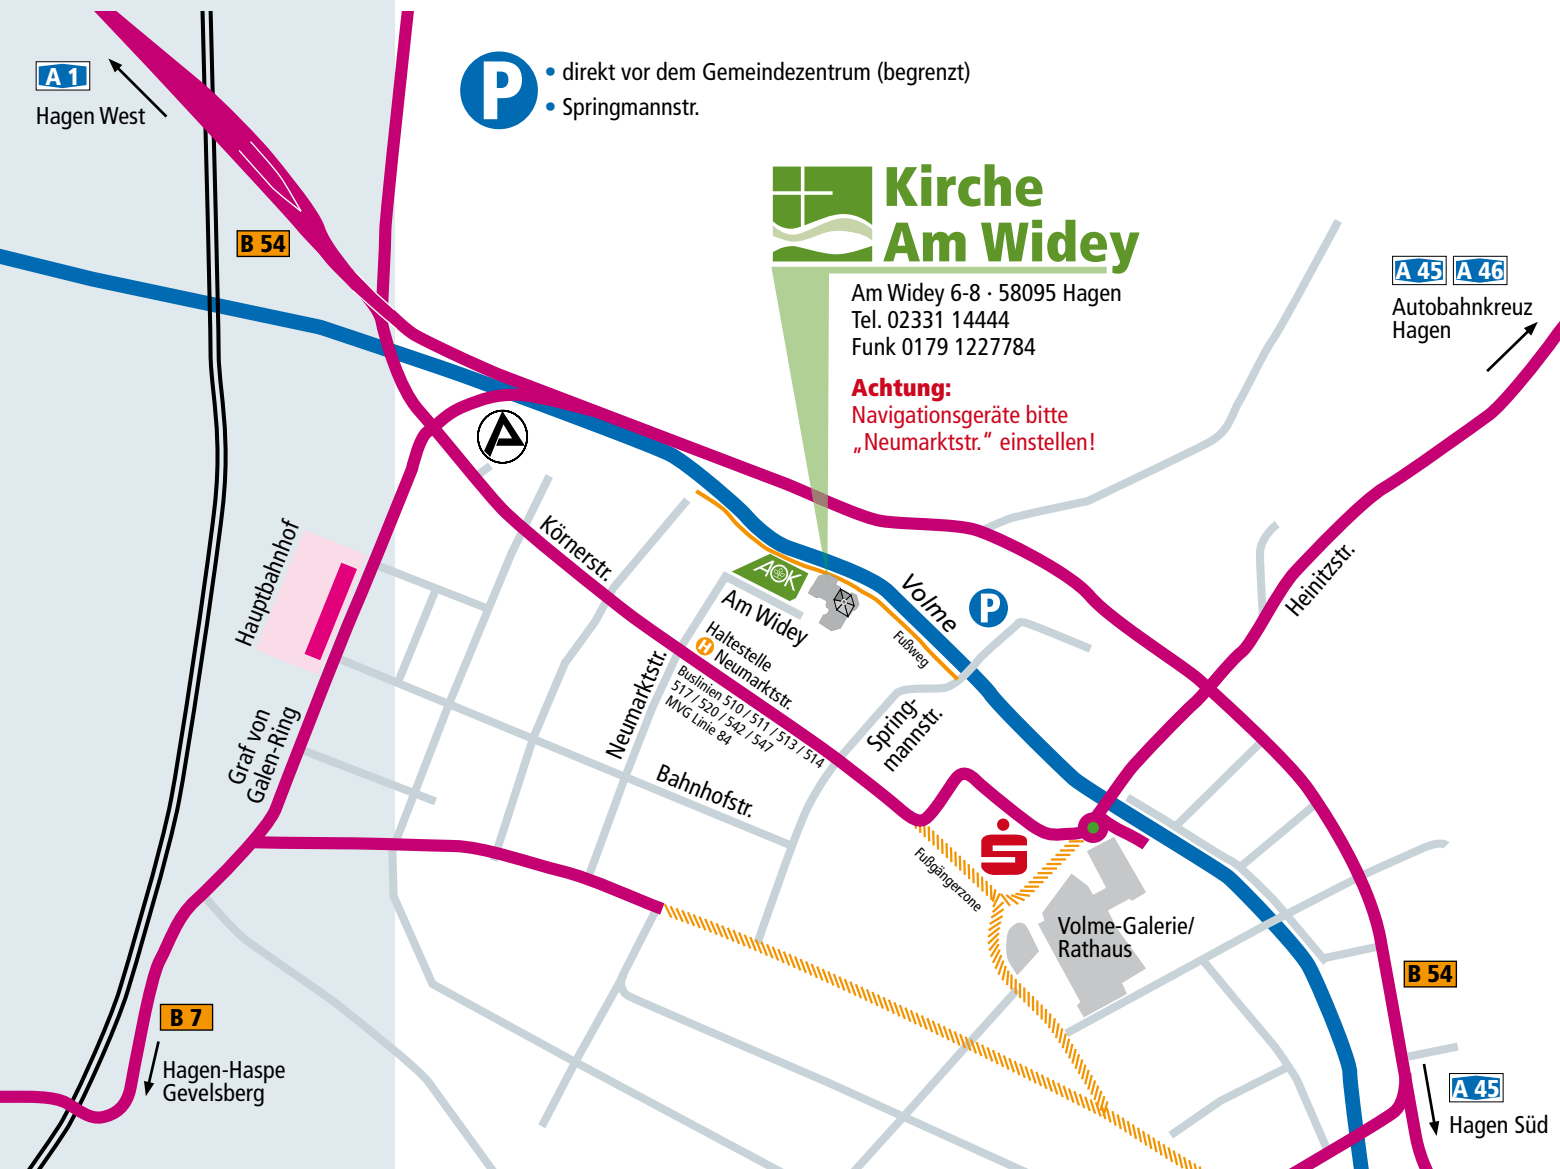 A 1
Hagen West
P
• direkt vor dem Gemeindezentrum (begrenzt)
• Springmannstr.
Kirche
Am Widey
B 54
Am Widey 6-8 · 58095 Hagen
Tel. 02331 14444
Funk 0179 1227784
Achtung:
Navigationsgeräte bitte
„Neumarktstr.“ einstellen!
A 45 A 46
Autobahnkreuz
Hagen
Hauptbahnhof
Körnerstr.
AOK
Am Widey
Volme
P
Heinitzstr.
Fußweg
H
Haltestelle
Neumarktstr.
Buslinien 510 / 511 / 513 / 514
517 / 520 / 542 / 547
MVG Linie 84
Neumarktstr.
Spring-
mannstr.
Graf von
Galen-Ring
Bahnhofstr.
Fußgängerzone
Volme-Galerie/
Rathaus
B 54
B 7
Hagen-Haspe
Gevelsberg
A 45
Hagen Süd